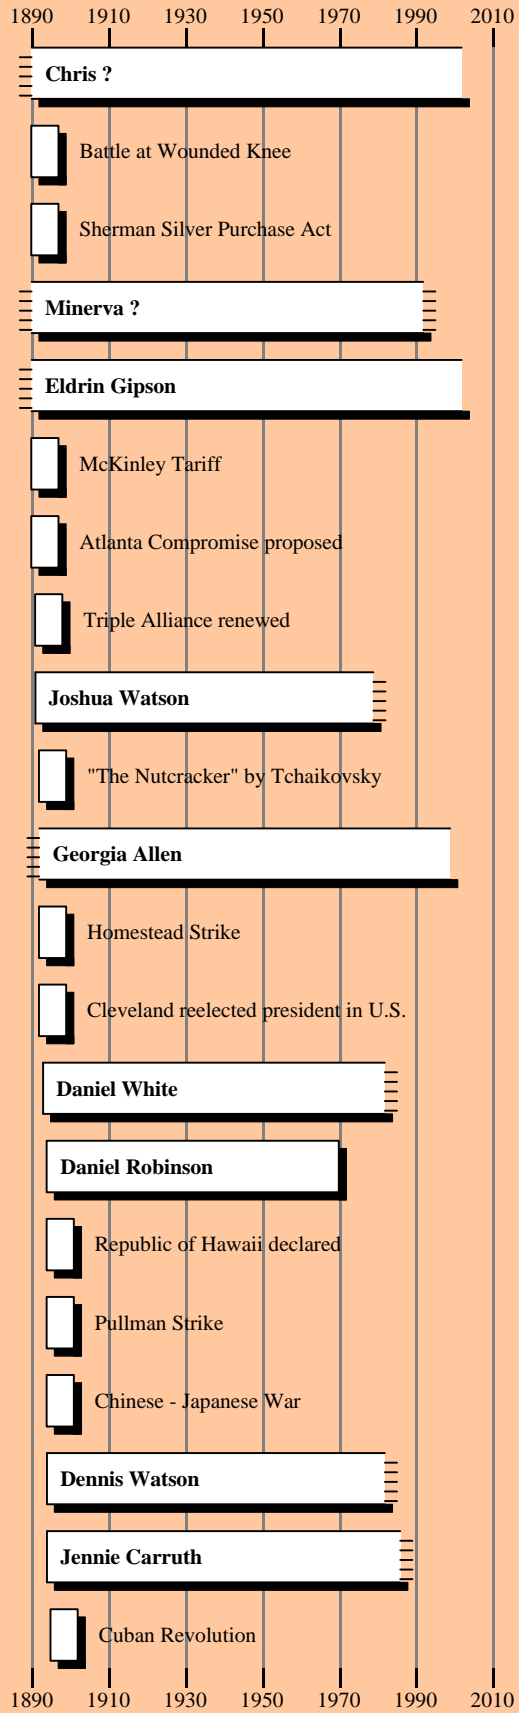 1890 1910 1930 1950 1970 1990 2010
Chris ?
Battle at Wounded Knee
Sherman Silver Purchase Act
Minerva ?
Eldrin Gipson
McKinley Tariff
Atlanta Compromise proposed
Triple Alliance renewed
Joshua Watson
"The Nutcracker" by Tchaikovsky
Georgia Allen
Homestead Strike
Cleveland reelected president in U.S.
Daniel White
Daniel Robinson
Republic of Hawaii declared
Pullman Strike
Chinese - Japanese War
Dennis Watson
Jennie Carruth
Cuban Revolution
1890 1910 1930 1950 1970 1990 2010